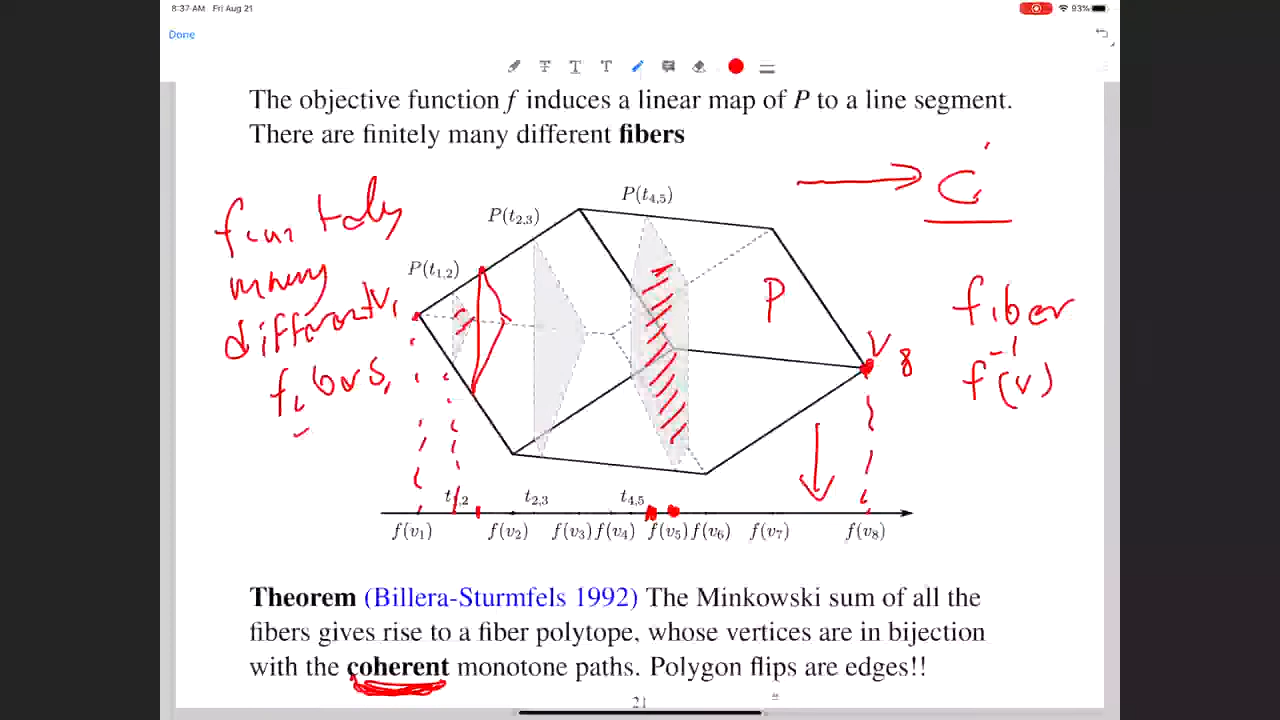 8:37 AM Fri Aug 21
93%
Done
The objective function f induces a linear map of P to a line segment.
There are finitely many different fibers
finitely
many
different
fibers,
P(t1,2)
P(t2,3)
P(t4,5)
c
v1
P
v8
fiber
f⁻¹(v)
t1,2 t2,3 t4,5
f(v1) f(v2) f(v3) f(v4) f(v5) f(v6) f(v7) f(v8)
Theorem (Billera-Sturmfels 1992) The Minkowski sum of all the
fibers gives rise to a fiber polytope, whose vertices are in bijection
with the coherent monotone paths. Polygon flips are edges!!
21